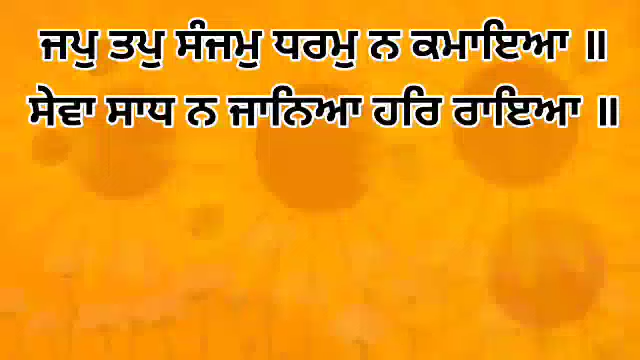 ਜਪੁ ਤਪੁ ਸੰਜਮੁ ਧਰਮੁ ਨ ਕਮਾਇਆ ॥
ਸੇਵਾ ਸਾਧ ਨ ਜਾਨਿਆ ਹਰਿ ਰਾਇਆ ॥